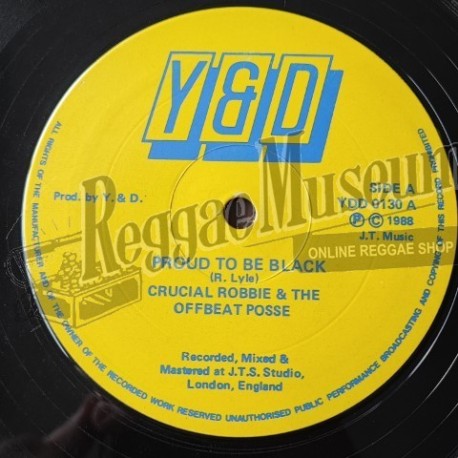 Y&D
Prod. by Y. & D.
SIDE A
YDD 0130 A
Ⓟ © 1988
J.T. Music
Reggae Museum
ONLINE REGGAE SHOP
PROUD TO BE BLACK
(R. Lyle)
CRUCIAL ROBBIE & THE
OFFBEAT POSSE
Recorded, Mixed &
Mastered at J.T.S. Studio,
London, England
ALL RIGHTS OF THE MANUFACTURER AND OF THE OWNER OF THE RECORDED WORK RESERVED UNAUTHORISED PUBLIC PERFORMANCE BROADCASTING AND COPYING OF THIS RECORD PROHIBITED